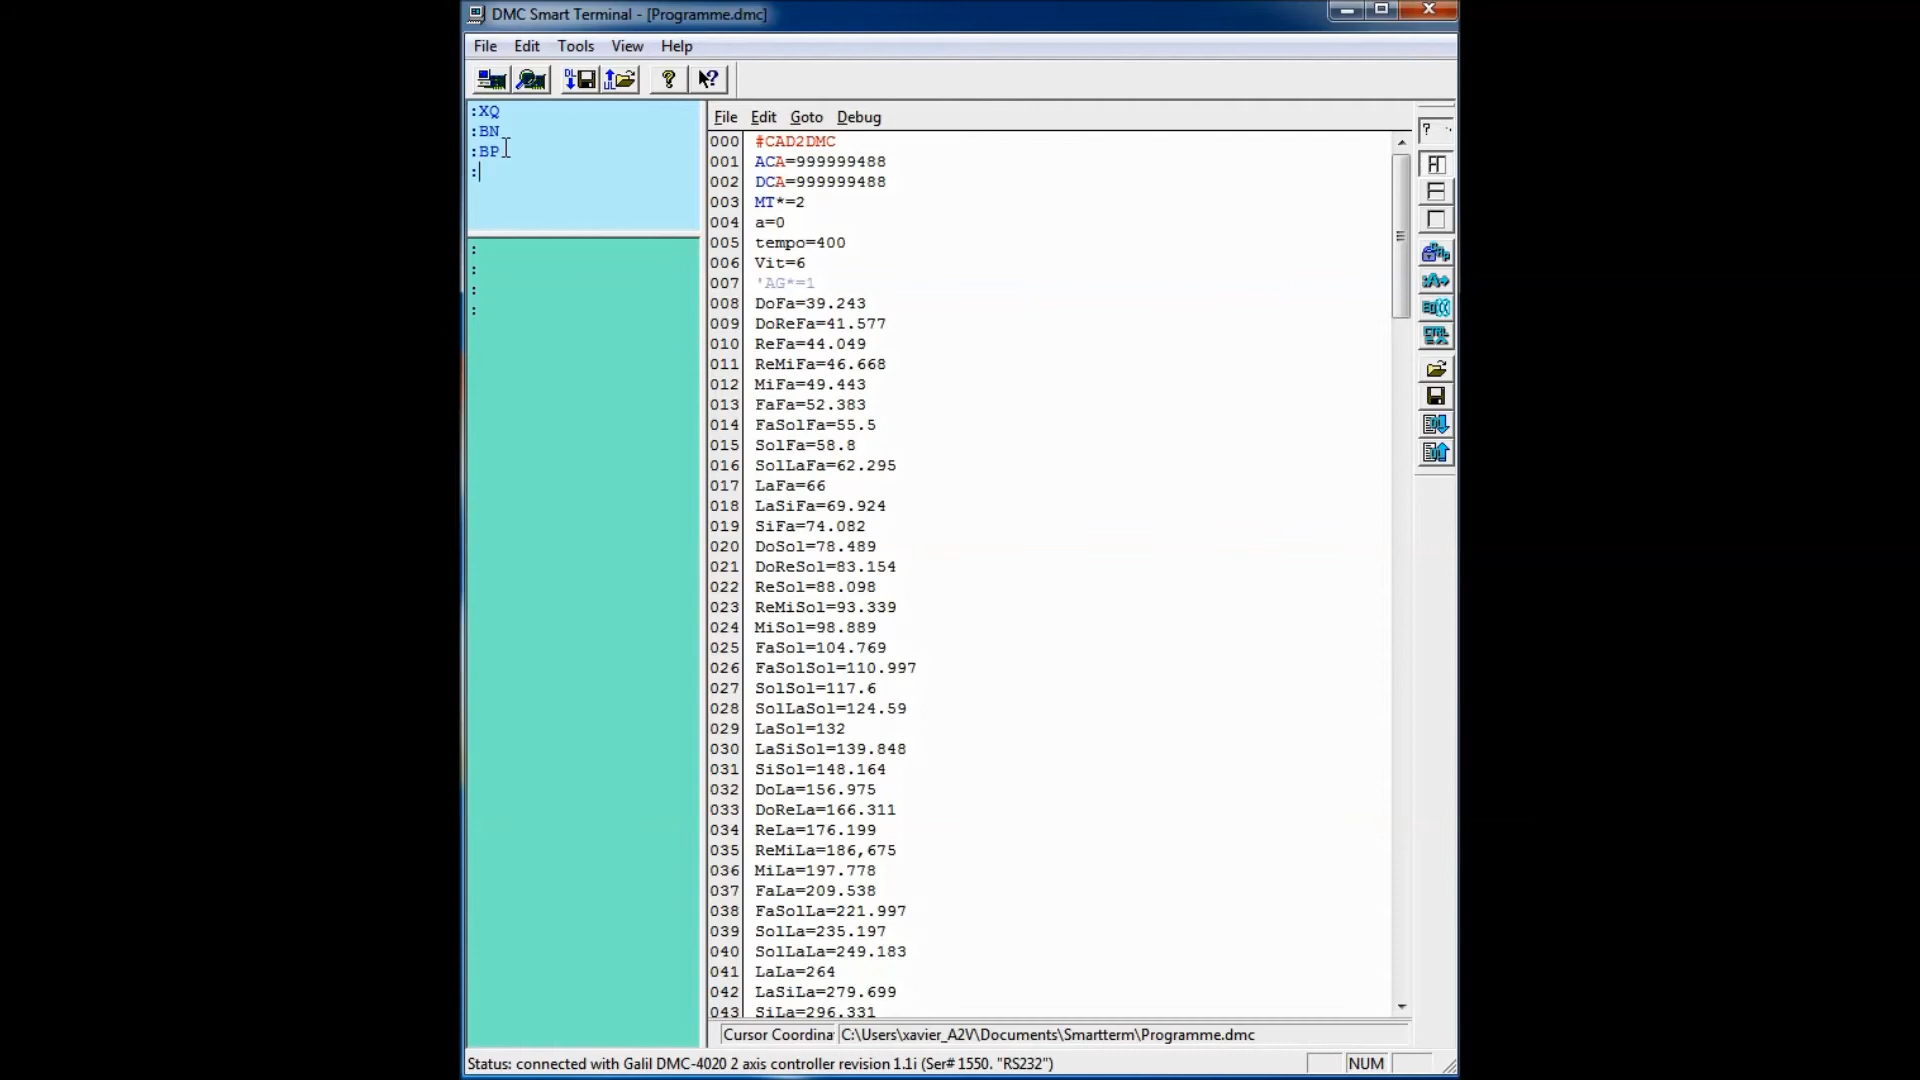 DMC Smart Terminal - [Programme.dmc]
File Edit Tools View Help
:XQ
:BN
:BP
:
:
:
:
:
File Edit Goto Debug
000 #CAD2DMC
001 ACA=999999488
002 DCA=999999488
003 MT*=2
004 a=0
005 tempo=400
006 Vit=6
007 'AG*=1
008 DoFa=39.243
009 DoReFa=41.577
010 ReFa=44.049
011 ReMiFa=46.668
012 MiFa=49.443
013 FaFa=52.383
014 FaSolFa=55.5
015 SolFa=58.8
016 SolLaFa=62.295
017 LaFa=66
018 LaSiFa=69.924
019 SiFa=74.082
020 DoSol=78.489
021 DoReSol=83.154
022 ReSol=88.098
023 ReMiSol=93.339
024 MiSol=98.889
025 FaSol=104.769
026 FaSolSol=110.997
027 SolSol=117.6
028 SolLaSol=124.59
029 LaSol=132
030 LaSiSol=139.848
031 SiSol=148.164
032 DoLa=156.975
033 DoReLa=166.311
034 ReLa=176.199
035 ReMiLa=186,675
036 MiLa=197.778
037 FaLa=209.538
038 FaSolLa=221.997
039 SolLa=235.197
040 SolLaLa=249.183
041 LaLa=264
042 LaSiLa=279.699
043 SiLa=296.331
Cursor Coordina C:\Users\xavier_A2V\Documents\Smartterm\Programme.dmc
Status: connected with Galil DMC-4020 2 axis controller revision 1.1i (Ser# 1550. "RS232") NUM